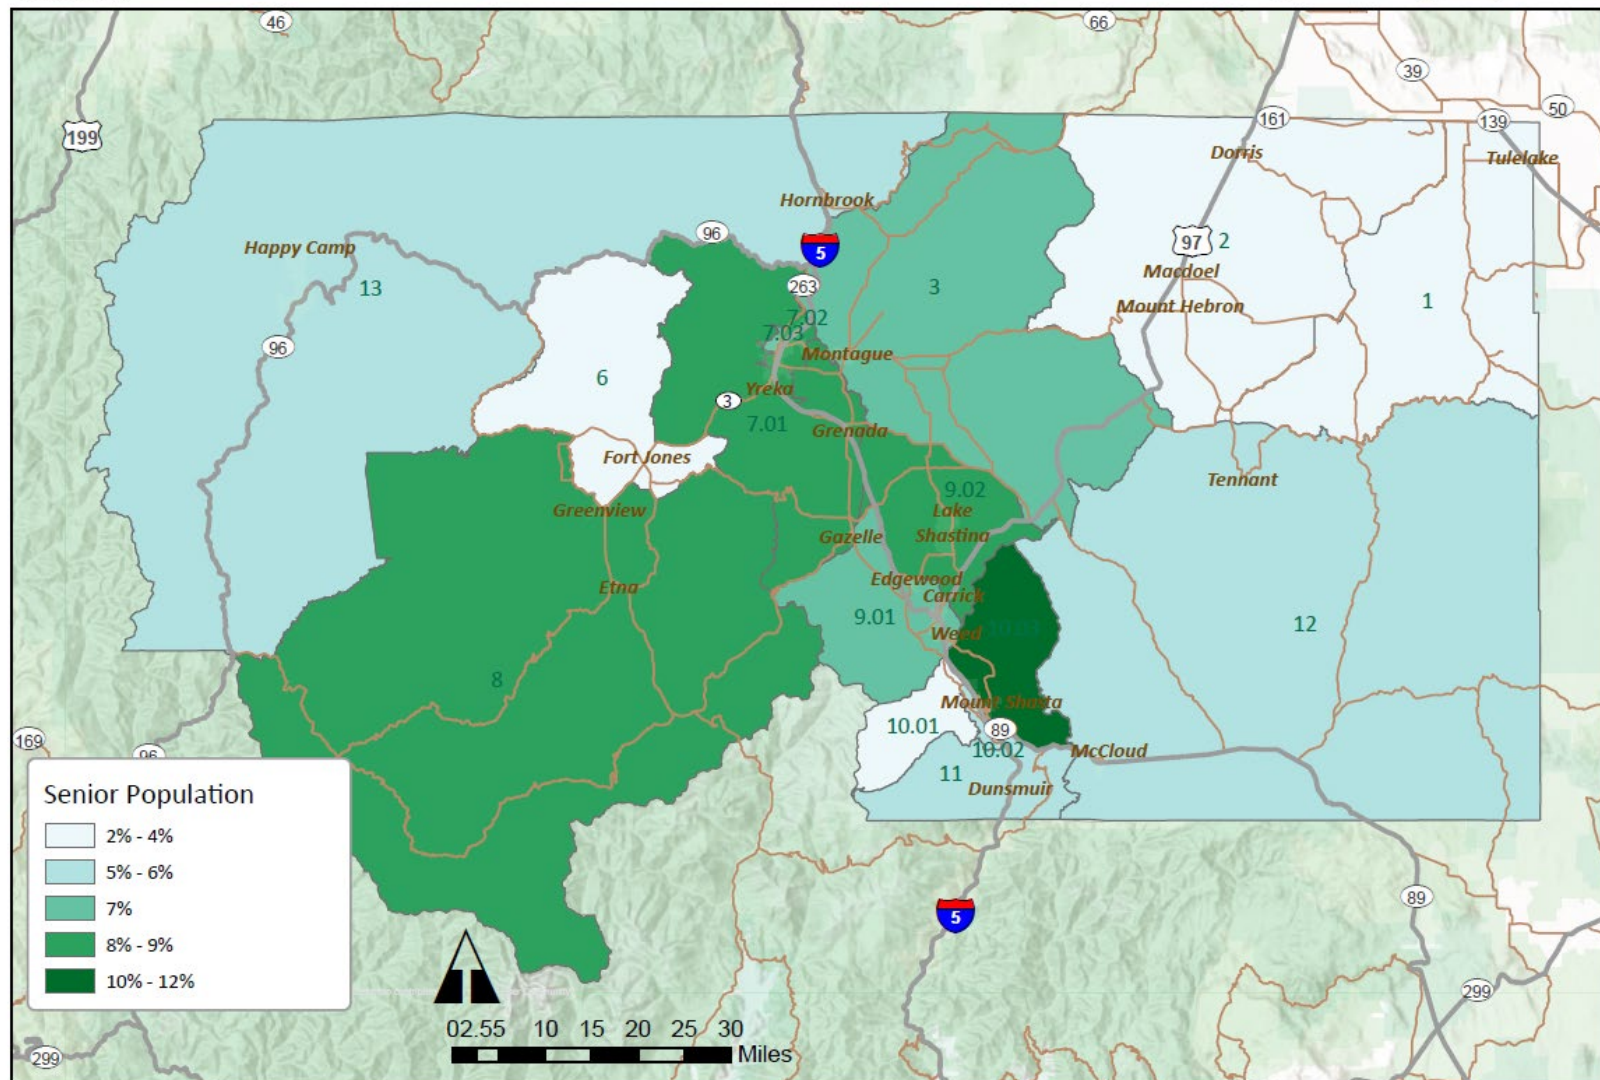 46
66
39
50
199
161
139
Dorris
Tulelake
Hornbrook
96
5
97
2
Happy Camp
13
Macdoel
263
3
Mount Hebron
1
7.02
7.03
96
Montague
6
Yreka
3
7.01
Grenada
Fort Jones
Tennant
9.02
Greenview
Lake
Shastina
Gazelle
Edgewood
Etna
Carrick
9.01
12
Weed
8
Mount Shasta
10.01
89
169
96
10.02
McCloud
11
Dunsmuir
Senior Population
2% - 4%
5% - 6%
7%
8% - 9%
10% - 12%
89
5
299
02.55 10 15 20 25 30
Miles
299